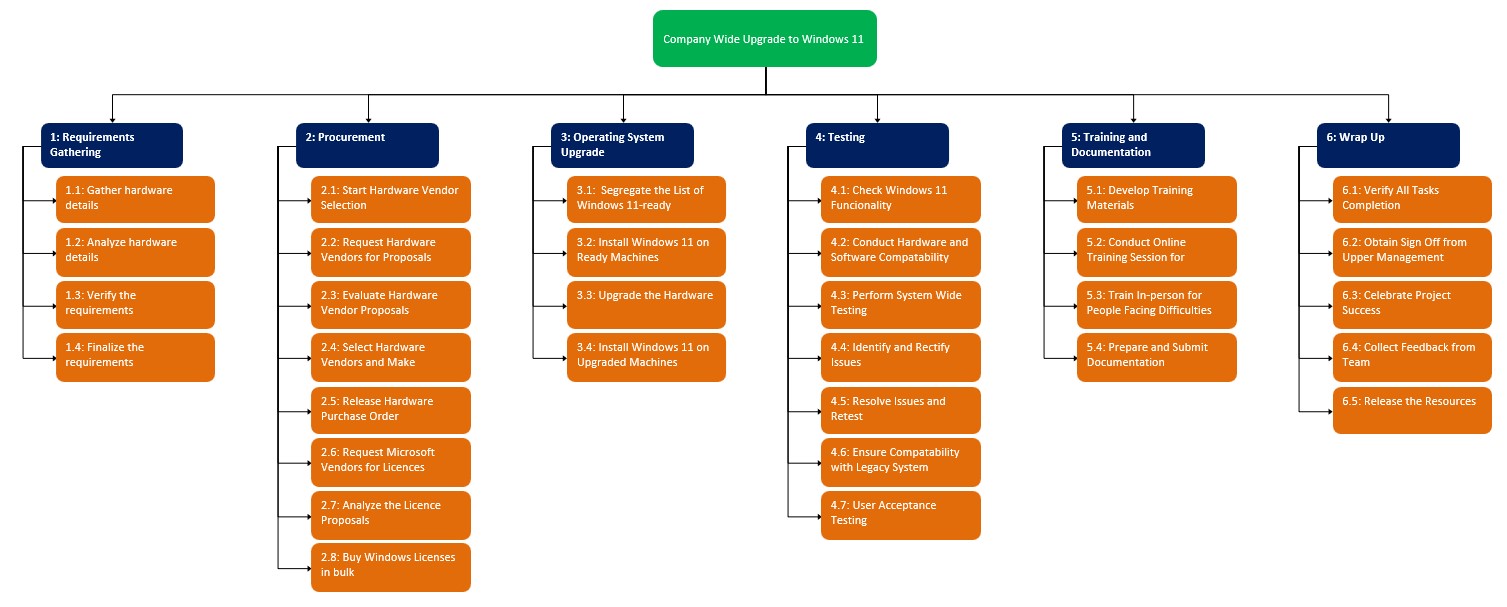 Company Wide Upgrade to Windows 11
1: Requirements
Gathering
1.1: Gather hardware
details
1.2: Analyze hardware
details
1.3: Verify the
requirements
1.4: Finalize the
requirements
2: Procurement
2.1: Start Hardware Vendor
Selection
2.2: Request Hardware
Vendors for Proposals
2.3: Evaluate Hardware
Vendor Proposals
2.4: Select Hardware
Vendors and Make
2.5: Release Hardware
Purchase Order
2.6: Request Microsoft
Vendors for Licences
2.7: Analyze the Licence
Proposals
2.8: Buy Windows Licenses
in bulk
3: Operating System
Upgrade
3.1: Segregate the List of
Windows 11-ready
3.2: Install Windows 11 on
Ready Machines
3.3: Upgrade the Hardware
3.4: Install Windows 11 on
Upgraded Machines
4: Testing
4.1: Check Windows 11
Funcionality
4.2: Conduct Hardware and
Software Compatability
4.3: Perform System Wide
Testing
4.4: Identify and Rectify
Issues
4.5: Resolve Issues and
Retest
4.6: Ensure Compatability
with Legacy System
4.7: User Acceptance
Testing
5: Training and
Documentation
5.1: Develop Training
Materials
5.2: Conduct Online
Training Session for
5.3: Train In-person for
People Facing Difficulties
5.4: Prepare and Submit
Documentation
6: Wrap Up
6.1: Verify All Tasks
Completion
6.2: Obtain Sign Off from
Upper Management
6.3: Celebrate Project
Success
6.4: Collect Feedback from
Team
6.5: Release the Resources